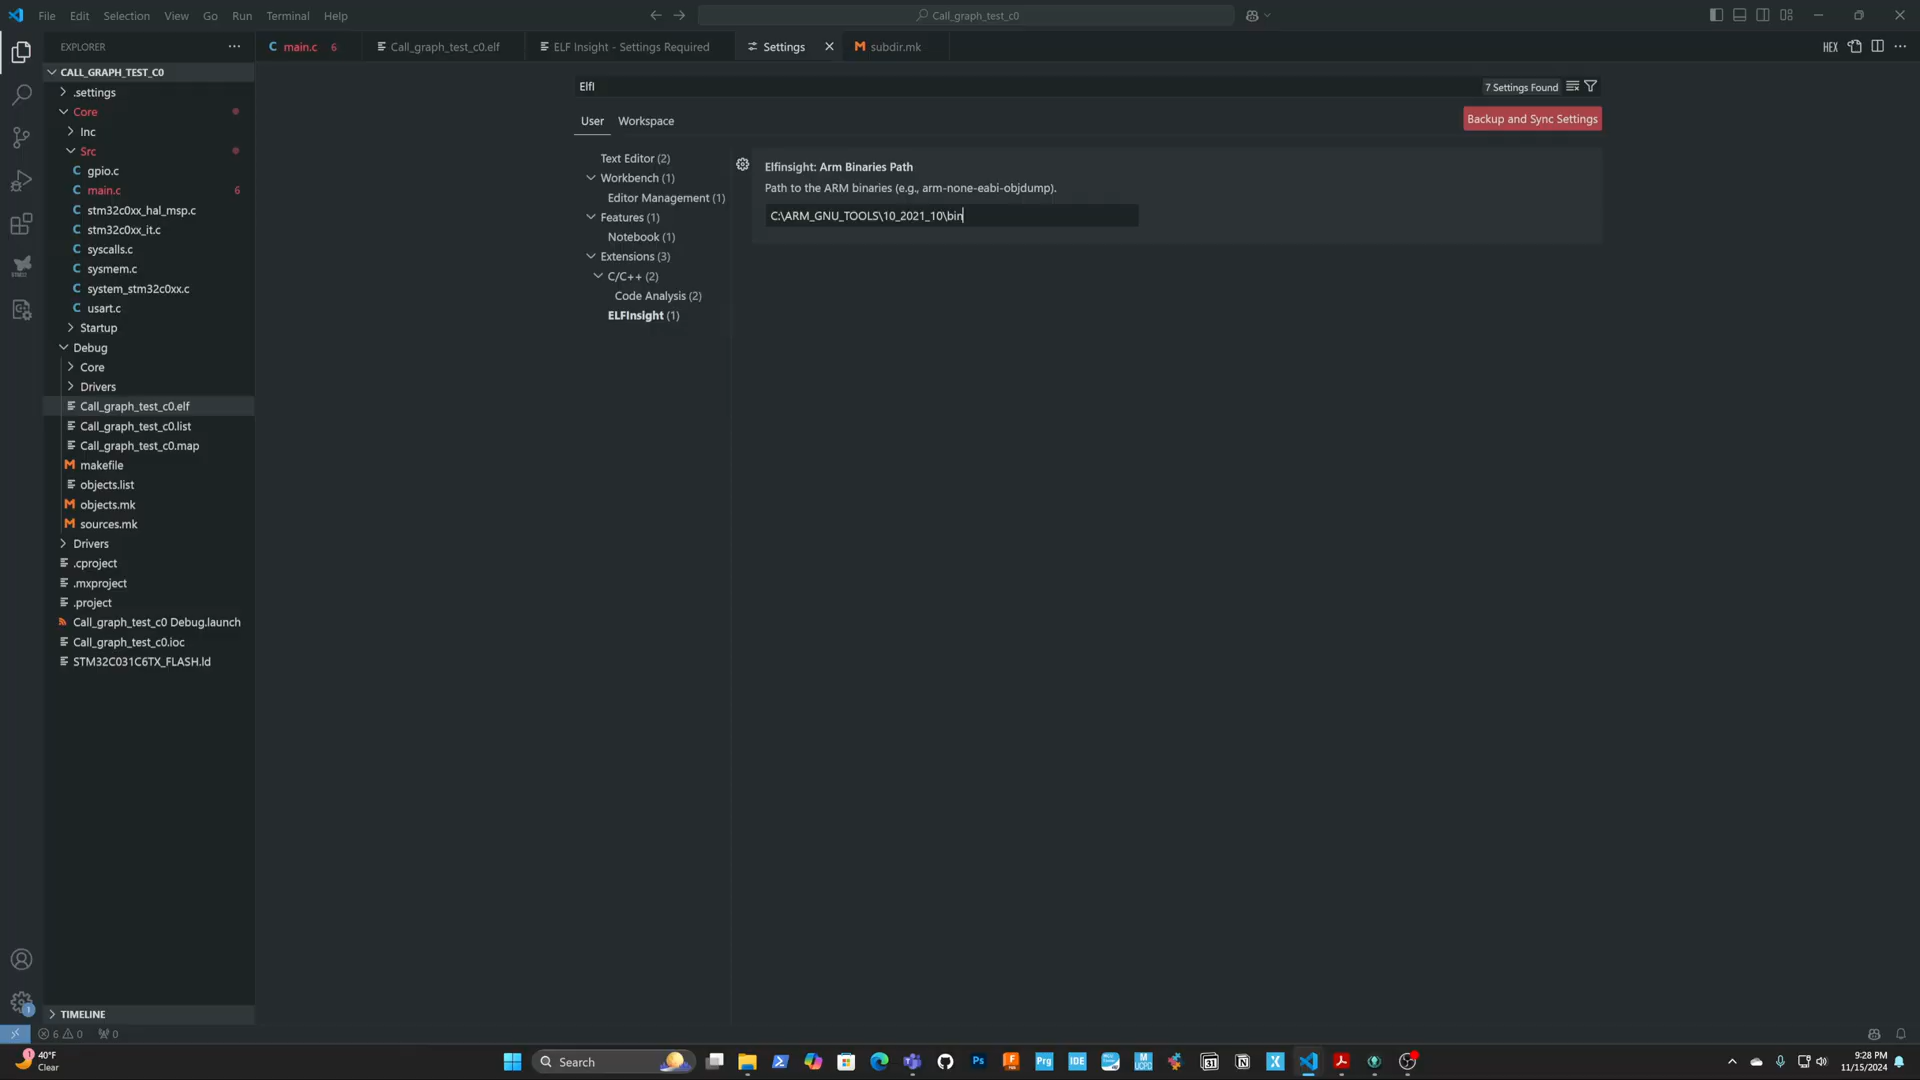 File Edit Selection View Go Run Terminal Help
Call_graph_test_c0
EXPLORER
main.c 6
Call_graph_test_c0.elf
ELF Insight - Settings Required
Settings
subdir.mk
HEX
CALL_GRAPH_TEST_C0
.settings
Core
Inc
Src
gpio.c
main.c 6
stm32c0xx_hal_msp.c
stm32c0xx_it.c
syscalls.c
sysmem.c
system_stm32c0xx.c
usart.c
Startup
Debug
Core
Drivers
Call_graph_test_c0.elf
Call_graph_test_c0.list
Call_graph_test_c0.map
makefile
objects.list
objects.mk
sources.mk
Drivers
.cproject
.mxproject
.project
Call_graph_test_c0 Debug.launch
Call_graph_test_c0.ioc
STM32C031C6TX_FLASH.ld
TIMELINE
ElfI
7 Settings Found
User Workspace
Backup and Sync Settings
Text Editor (2)
Workbench (1)
Editor Management (1)
Features (1)
Notebook (1)
Extensions (3)
C/C++ (2)
Code Analysis (2)
ELFInsight (1)
Elfinsight: Arm Binaries Path
Path to the ARM binaries (e.g., arm-none-eabi-objdump).
C:\ARM_GNU_TOOLS\10_2021_10\bin
1
6 0 0
1
40°F
Clear
Search
Ps
Prg
IDE
9:28 PM
11/15/2024